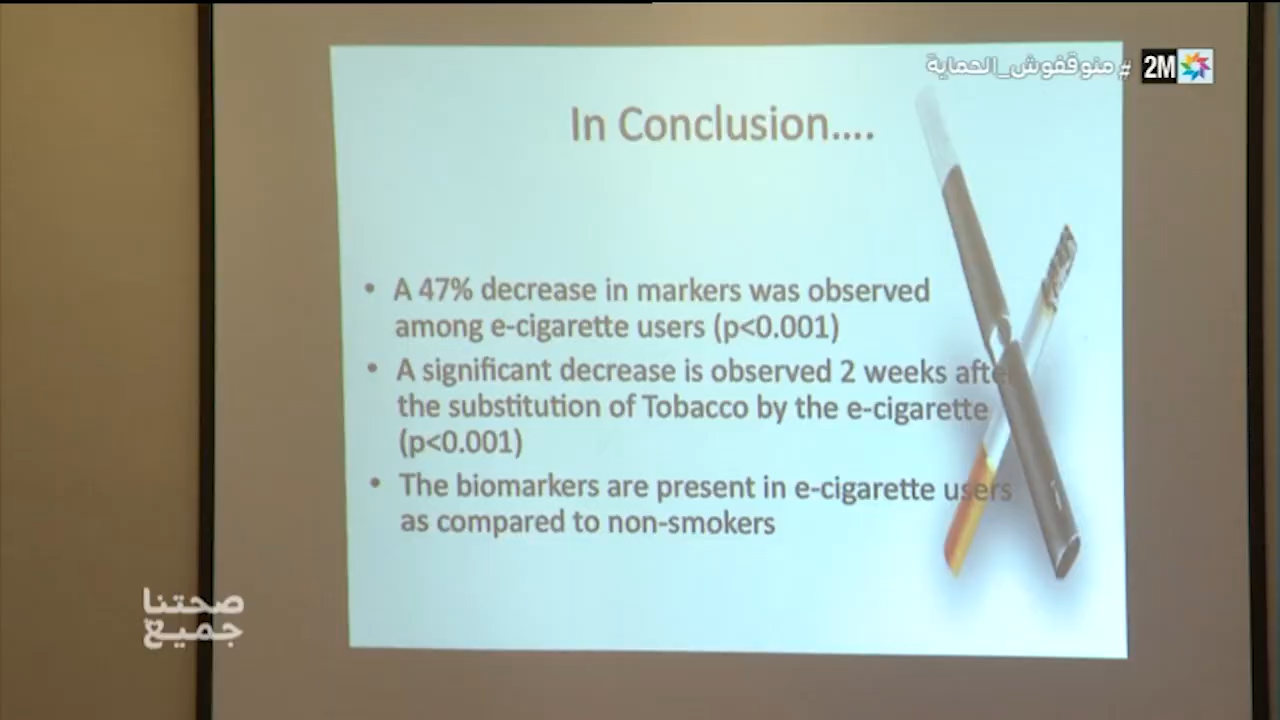 #منوقفوش_الحماية
2M
In Conclusion....
• A 47% decrease in markers was observed
among e-cigarette users (p<0.001)
• A significant decrease is observed 2 weeks after
the substitution of Tobacco by the e-cigarette
(p<0.001)
• The biomarkers are present in e-cigarette users
as compared to non-smokers
صحتنا
جميع